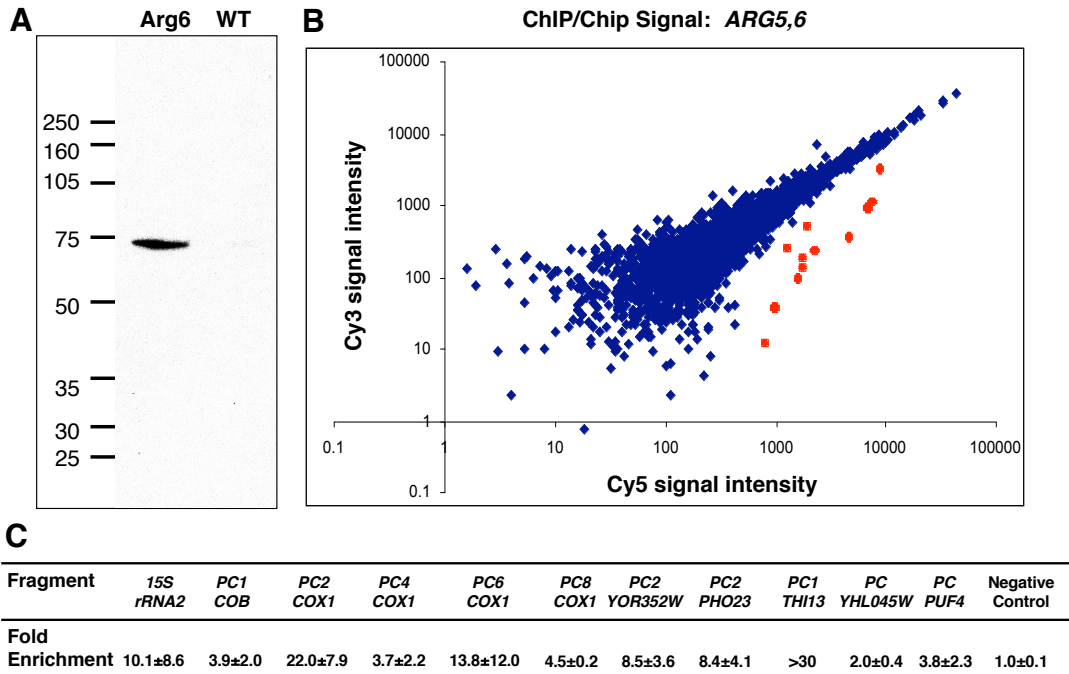 A
Arg6 WT
250
160
105
75
50
35
30
25
B
ChIP/Chip Signal: ARG5,6
100000
10000
1000
100
10
1
0.1
Cy3 signal intensity
0.1 1 10 100 1000 10000 100000
Cy5 signal intensity
C
Fragment 15S PC1 PC2 PC4 PC6 PC8 PC2 PC2 PC1 PC PC Negative
rRNA2 COB COX1 COX1 COX1 COX1 YOR352W PHO23 THI13 YHL045W PUF4 Control
Fold
Enrichment 10.1±8.6 3.9±2.0 22.0±7.9 3.7±2.2 13.8±12.0 4.5±0.2 8.5±3.6 8.4±4.1 >30 2.0±0.4 3.8±2.3 1.0±0.1